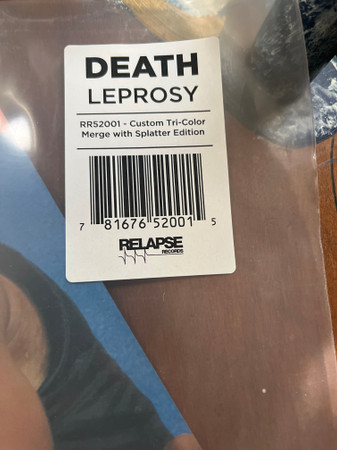 DEATH
LEPROSY
RR52001 - Custom Tri-Color
Merge with Splatter Edition
7 81676 52001 5
RELAPSE
RECORDS